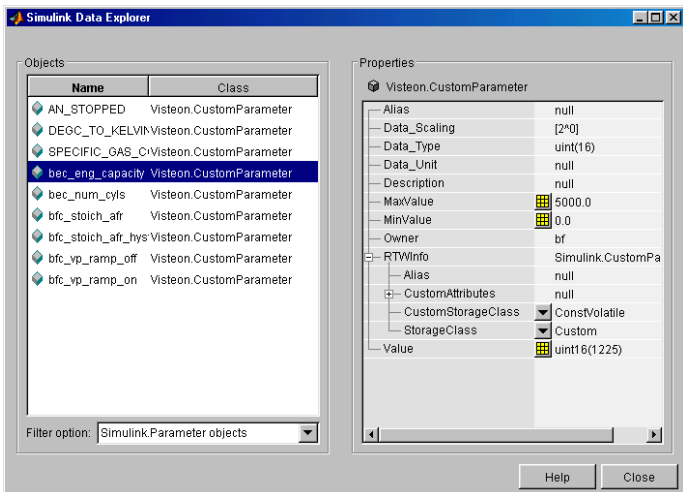 Simulink Data Explorer
Objects
Name Class
AN_STOPPED Visteon.CustomParameter
DEGC_TO_KELVIN Visteon.CustomParameter
SPECIFIC_GAS_C Visteon.CustomParameter
bec_eng_capacity Visteon.CustomParameter
bec_num_cyls Visteon.CustomParameter
bfc_stoich_afr Visteon.CustomParameter
bfc_stoich_afr_hys Visteon.CustomParameter
bfc_vp_ramp_off Visteon.CustomParameter
bfc_vp_ramp_on Visteon.CustomParameter
Filter option: Simulink.Parameter objects
Properties
Visteon.CustomParameter
Alias null
Data_Scaling [2^0]
Data_Type uint(16)
Data_Unit null
Description null
MaxValue 5000.0
MinValue 0.0
Owner bf
RTWInfo Simulink.CustomPa
Alias null
CustomAttributes null
CustomStorageClass ConstVolatile
StorageClass Custom
Value uint16(1225)
Help Close